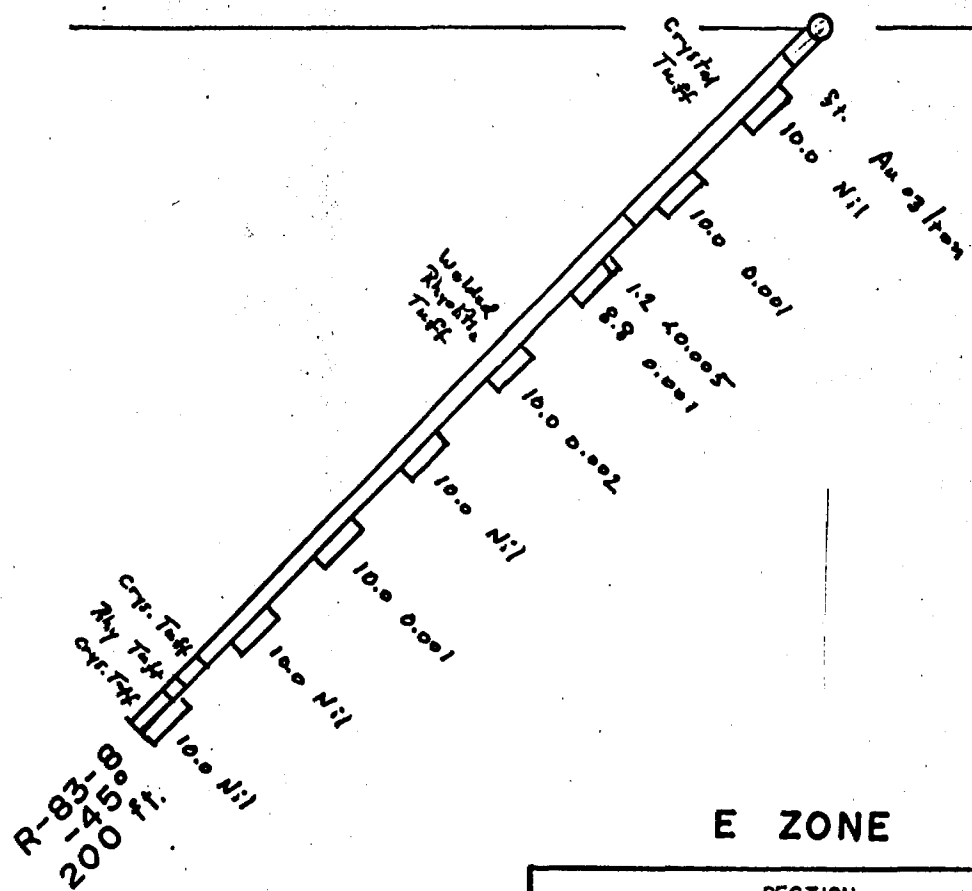 Crystal
Tuff
ft. Au oz/ton
10.0 Nil
10.0 0.001
1.2 <0.005
8.8 0.001
Welded
Rhyolitic
Tuff
10.0 0.002
10.0 Nil
10.0 0.001
10.0 Nil
Crys. Tuff
Rhy Tuff
Crys. Tuff
10.0 Nil
R-83-8
-45°
200 ft.
E ZONE
SECTION